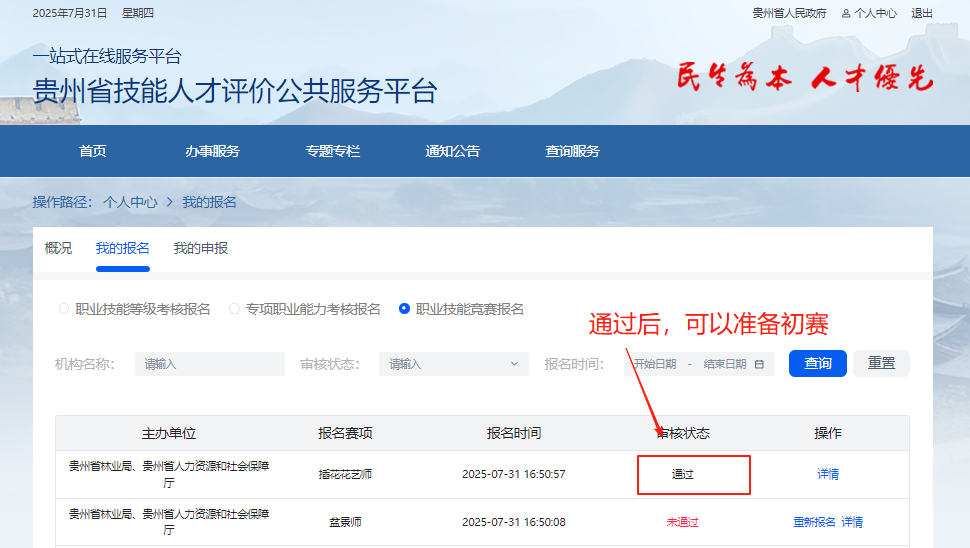 2025年7月31日 星期四 贵州省人民政府 个人中心 退出
一站式在线服务平台
贵州省技能人才评价公共服务平台
民生為本 人才優先
首页 办事服务 专题专栏 通知公告 查询服务
操作路径: 个人中心 > 我的报名
概况 我的报名 我的申报
职业技能等级考核报名 专项职业能力考核报名 职业技能竞赛报名
通过后，可以准备初赛
机构名称: 请输入 审核状态: 请输入 报名时间: 开始日期 - 结束日期 查询 重置
主办单位 报名赛项 报名时间 审核状态 操作
贵州省林业局、贵州省人力资源和社会保障
厅
插花花艺师 2025-07-31 16:50:57 通过 详情
贵州省林业局、贵州省人力资源和社会保障
厅
盆景师 2025-07-31 16:50:08 未通过 重新报名 详情